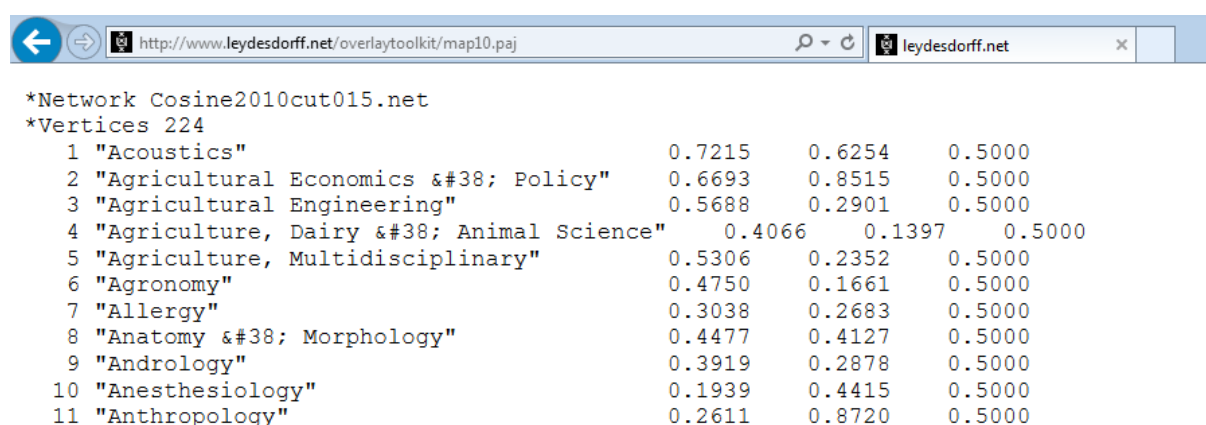 http://www.leydesdorff.net/overlaytoolkit/map10.paj
leydesdorff.net
*Network Cosine2010cut015.net
*Vertices 224
1 "Acoustics" 0.7215 0.6254 0.5000
2 "Agricultural Economics &#38; Policy" 0.6693 0.8515 0.5000
3 "Agricultural Engineering" 0.5688 0.2901 0.5000
4 "Agriculture, Dairy &#38; Animal Science" 0.4066 0.1397 0.5000
5 "Agriculture, Multidisciplinary" 0.5306 0.2352 0.5000
6 "Agronomy" 0.4750 0.1661 0.5000
7 "Allergy" 0.3038 0.2683 0.5000
8 "Anatomy &#38; Morphology" 0.4477 0.4127 0.5000
9 "Andrology" 0.3919 0.2878 0.5000
10 "Anesthesiology" 0.1939 0.4415 0.5000
11 "Anthropology" 0.2611 0.8720 0.5000